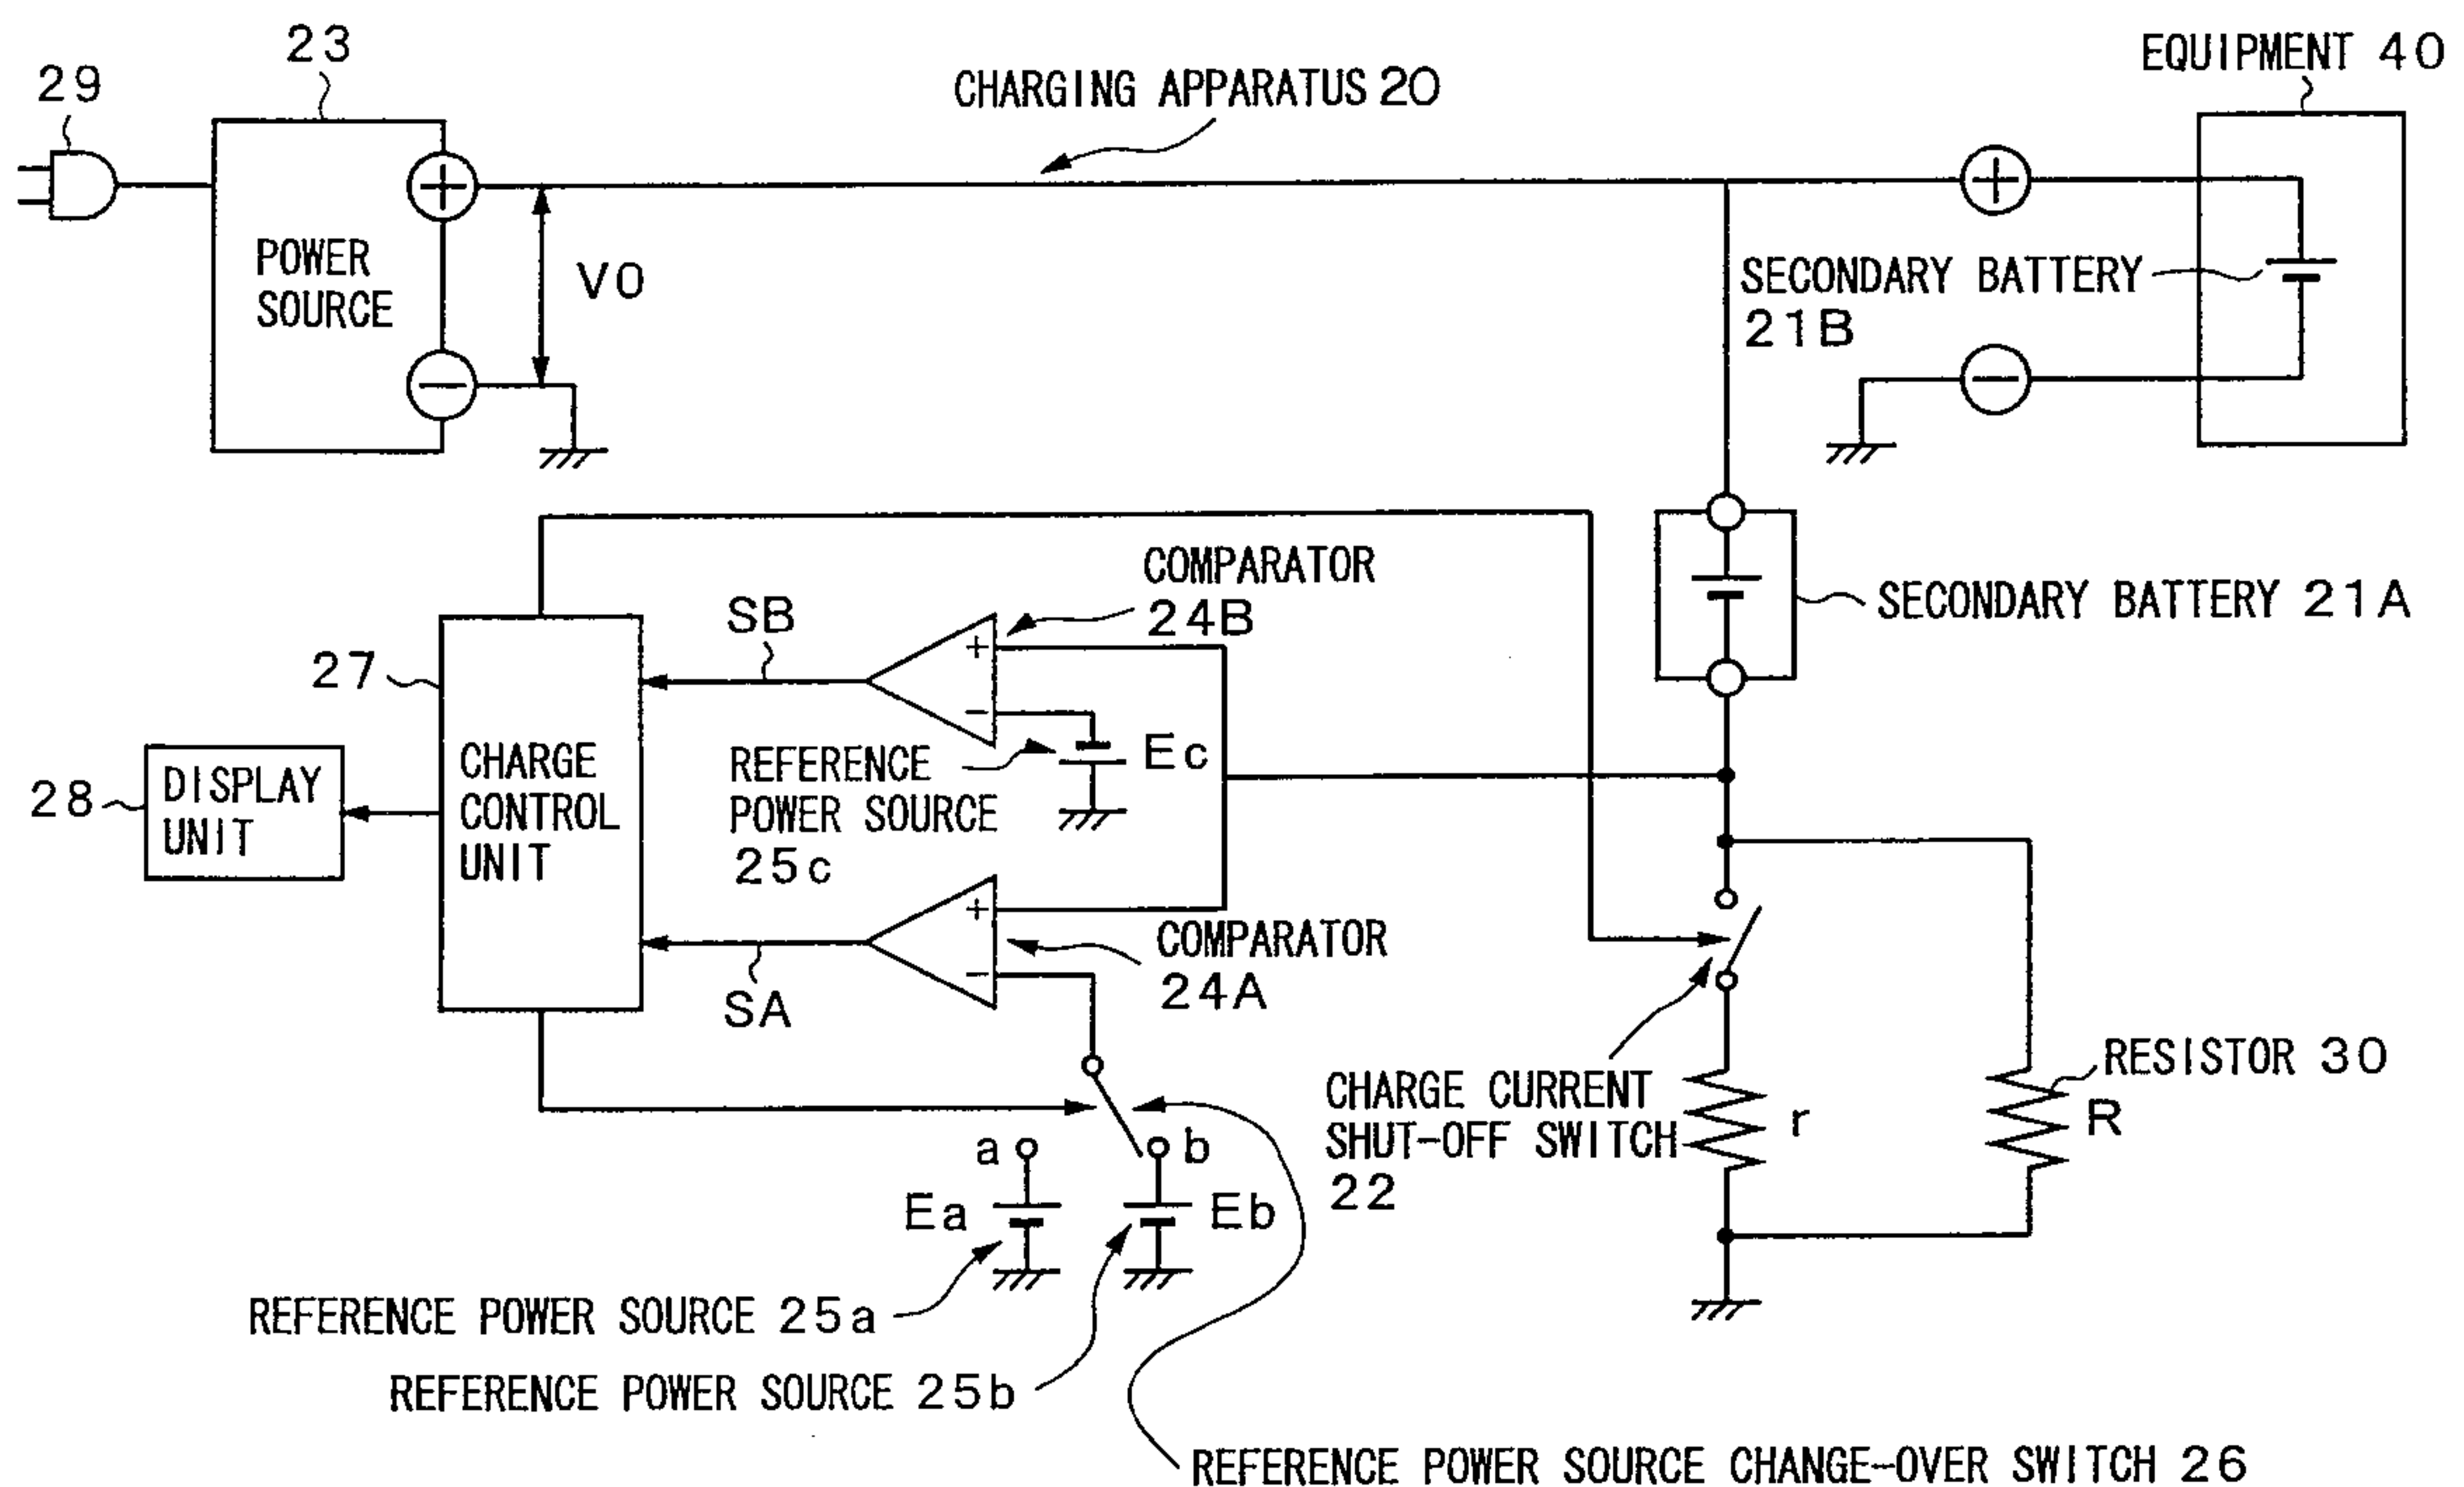 23
29
CHARGING APPARATUS 20
EQUIPMENT 40
+
+
POWER
SOURCE
V0
SECONDARY BATTERY
21B
−
−
COMPARATOR
24B
SB
SECONDARY BATTERY 21A
27
+
−
CHARGE
CONTROL
UNIT
REFERENCE
POWER SOURCE
25c
Ec
28
DISPLAY
UNIT
+
−
COMPARATOR
24A
SA
RESISTOR 30
CHARGE CURRENT
SHUT-OFF SWITCH
22
r
R
a
b
Ea
Eb
REFERENCE POWER SOURCE 25a
REFERENCE POWER SOURCE 25b
REFERENCE POWER SOURCE CHANGE-OVER SWITCH 26